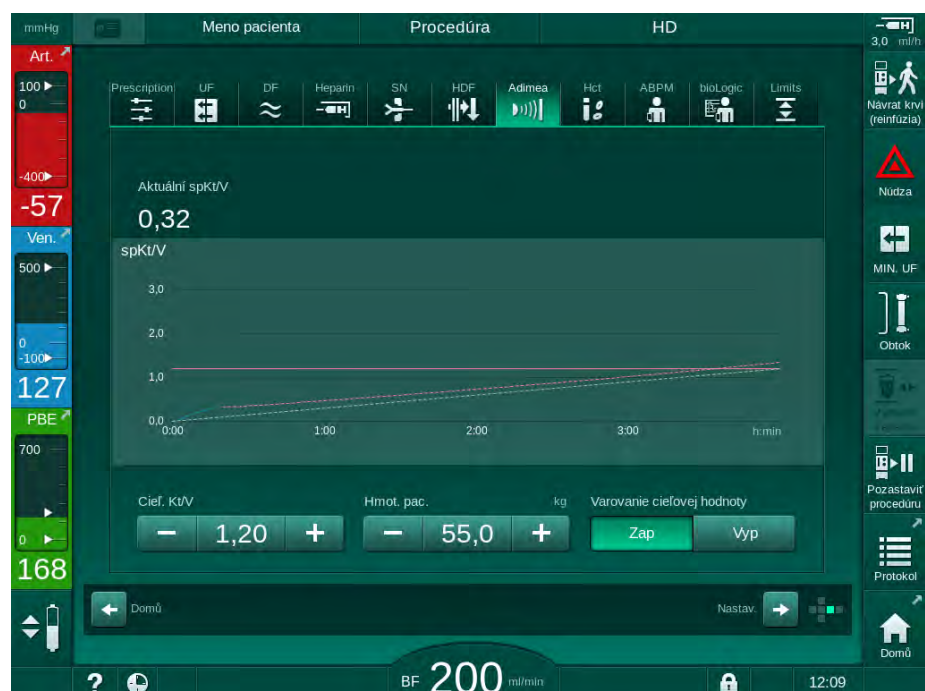 mmHg
Meno pacienta
Procedúra
HD
3,0 ml/h
Art.
100
0
-400
-57
Ven.
500
0
-100
127
PBE
700
0
168
Prescription
UF
DF
Heparin
SN
HDF
Adimea
Hct
ABPM
bioLogic
Limits
Aktuální spKt/V
0,32
spKt/V
3,0
2,0
1,0
0,0
0:00 1:00 2:00 3:00 h:min
Cieľ. Kt/V
1,20
Hmot. pac. kg
55,0
Varovanie cieľovej hodnoty
Zap Vyp
Domů
Nastav.
Návrat krvi
(reinfúzia)
Núdza
MIN. UF
Obtok
Pozastaviť
procedúru
Protokol
Domů
?
BF 200 ml/min
12:09